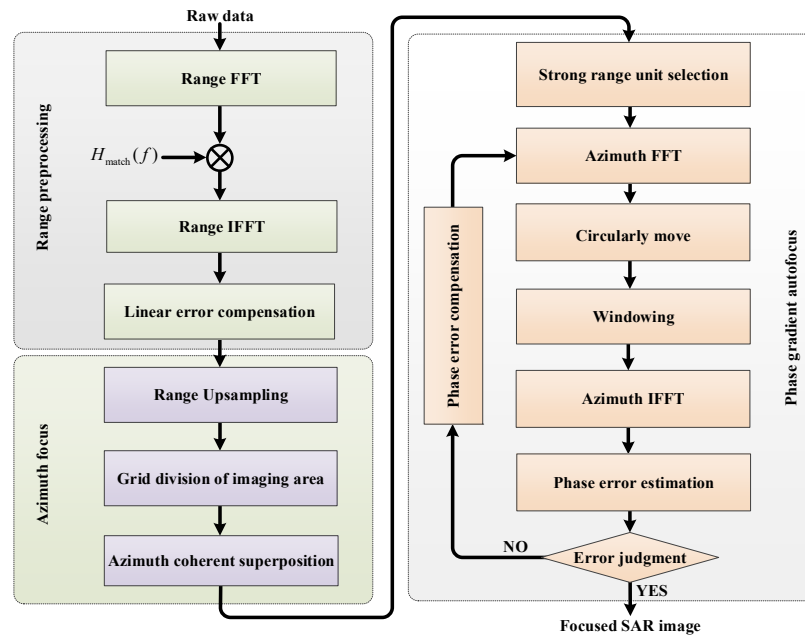 Raw data
Range preprocessing
Range FFT
H_match(f)
Range IFFT
Linear error compensation
Azimuth focus
Range Upsampling
Grid division of imaging area
Azimuth coherent superposition
Phase gradient autofocus
Strong range unit selection
Azimuth FFT
Circularly move
Windowing
Azimuth IFFT
Phase error estimation
Error judgment
NO
Phase error compensation
YES
Focused SAR image